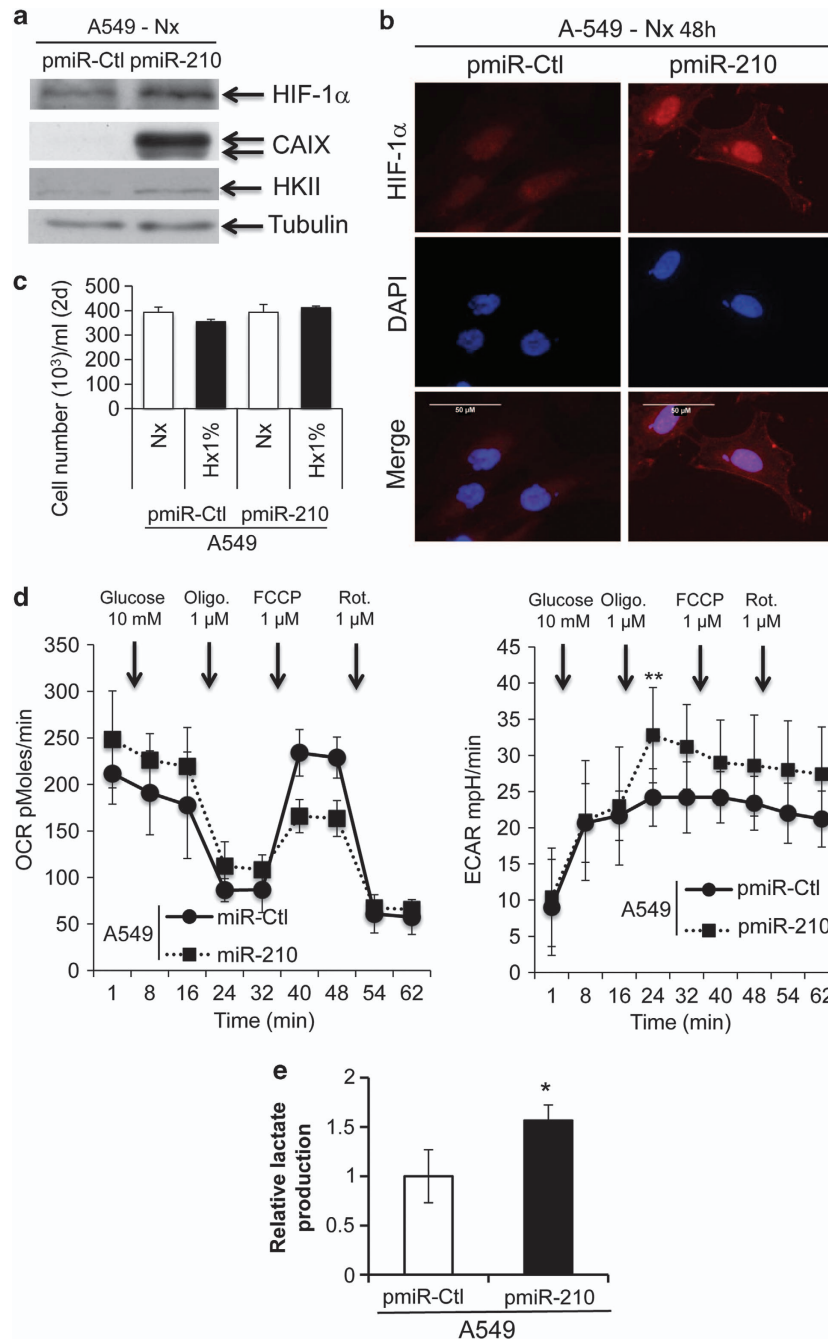 a
A549 - Nx
pmiR-Ctl pmiR-210
HIF-1α
CAIX
HKII
Tubulin
b
A-549 - Nx 48h
pmiR-Ctl
pmiR-210
HIF-1α
DAPI
Merge
50 µM
50 µM
c
Cell number (10³)/ml (2d)
500
400
300
200
100
0
Nx
Hx1%
Nx
Hx1%
pmiR-Ctl
pmiR-210
A549
d
Glucose
10 mM
Oligo.
1 µM
FCCP
1 µM
Rot.
1 µM
OCR pMoles/min
350
300
250
200
150
100
50
0
A549
miR-Ctl
miR-210
1 8 16 24 32 40 48 54 62
Time (min)
Glucose
10 mM
Oligo.
1 µM
FCCP
1 µM
Rot.
1 µM
**
ECAR mpH/min
45
40
35
30
25
20
15
10
5
0
A549
pmiR-Ctl
pmiR-210
1 8 16 24 32 40 48 54 62
Time (min)
e
Relative lactate
production
2
1.5
1
0.5
0
*
pmiR-Ctl
pmiR-210
A549